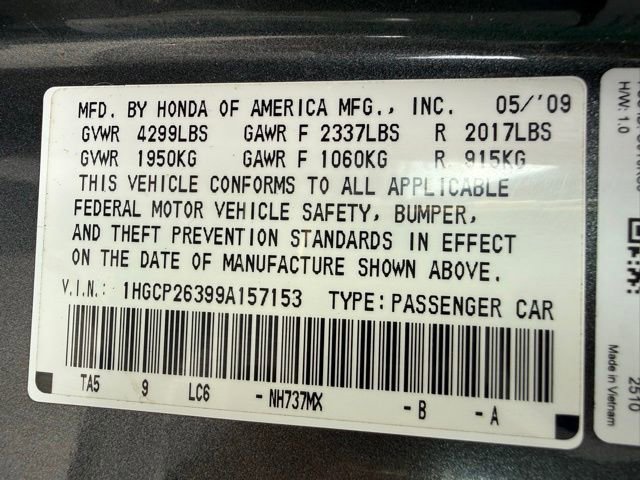 MFD. BY HONDA OF AMERICA MFG., INC. 05/'09
GVWR 4299LBS GAWR F 2337LBS R 2017LBS
GVWR 1950KG GAWR F 1060KG R 915KG
THIS VEHICLE CONFORMS TO ALL APPLICABLE
FEDERAL MOTOR VEHICLE SAFETY, BUMPER,
AND THEFT PREVENTION STANDARDS IN EFFECT
ON THE DATE OF MANUFACTURE SHOWN ABOVE.
V.I.N.: 1HGCP26399A157153 TYPE: PASSENGER CAR
TA5 9 LC6 - NH737MX - B - A
H/W: 1.0
Made in Vietnam
2510